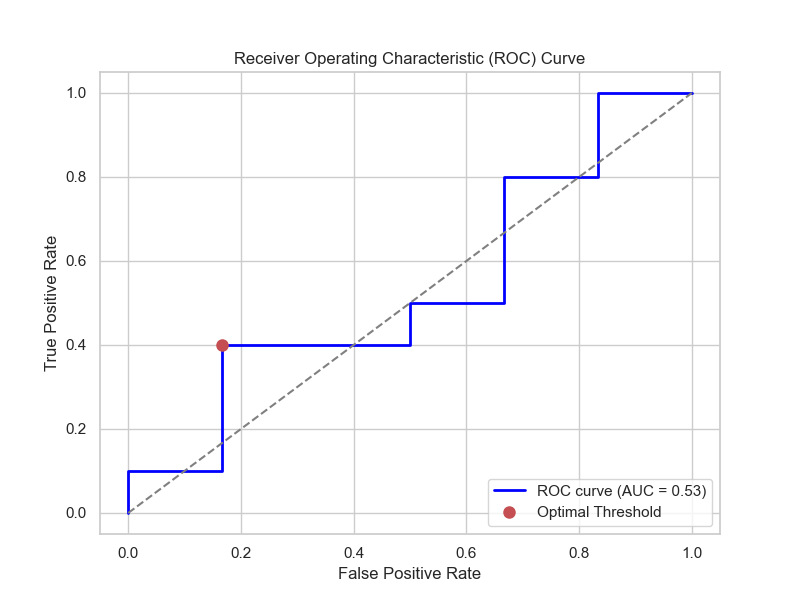 Receiver Operating Characteristic (ROC) Curve
True Positive Rate
1.0
0.8
0.6
0.4
0.2
0.0
ROC curve (AUC = 0.53)
Optimal Threshold
0.0 0.2 0.4 0.6 0.8 1.0
False Positive Rate